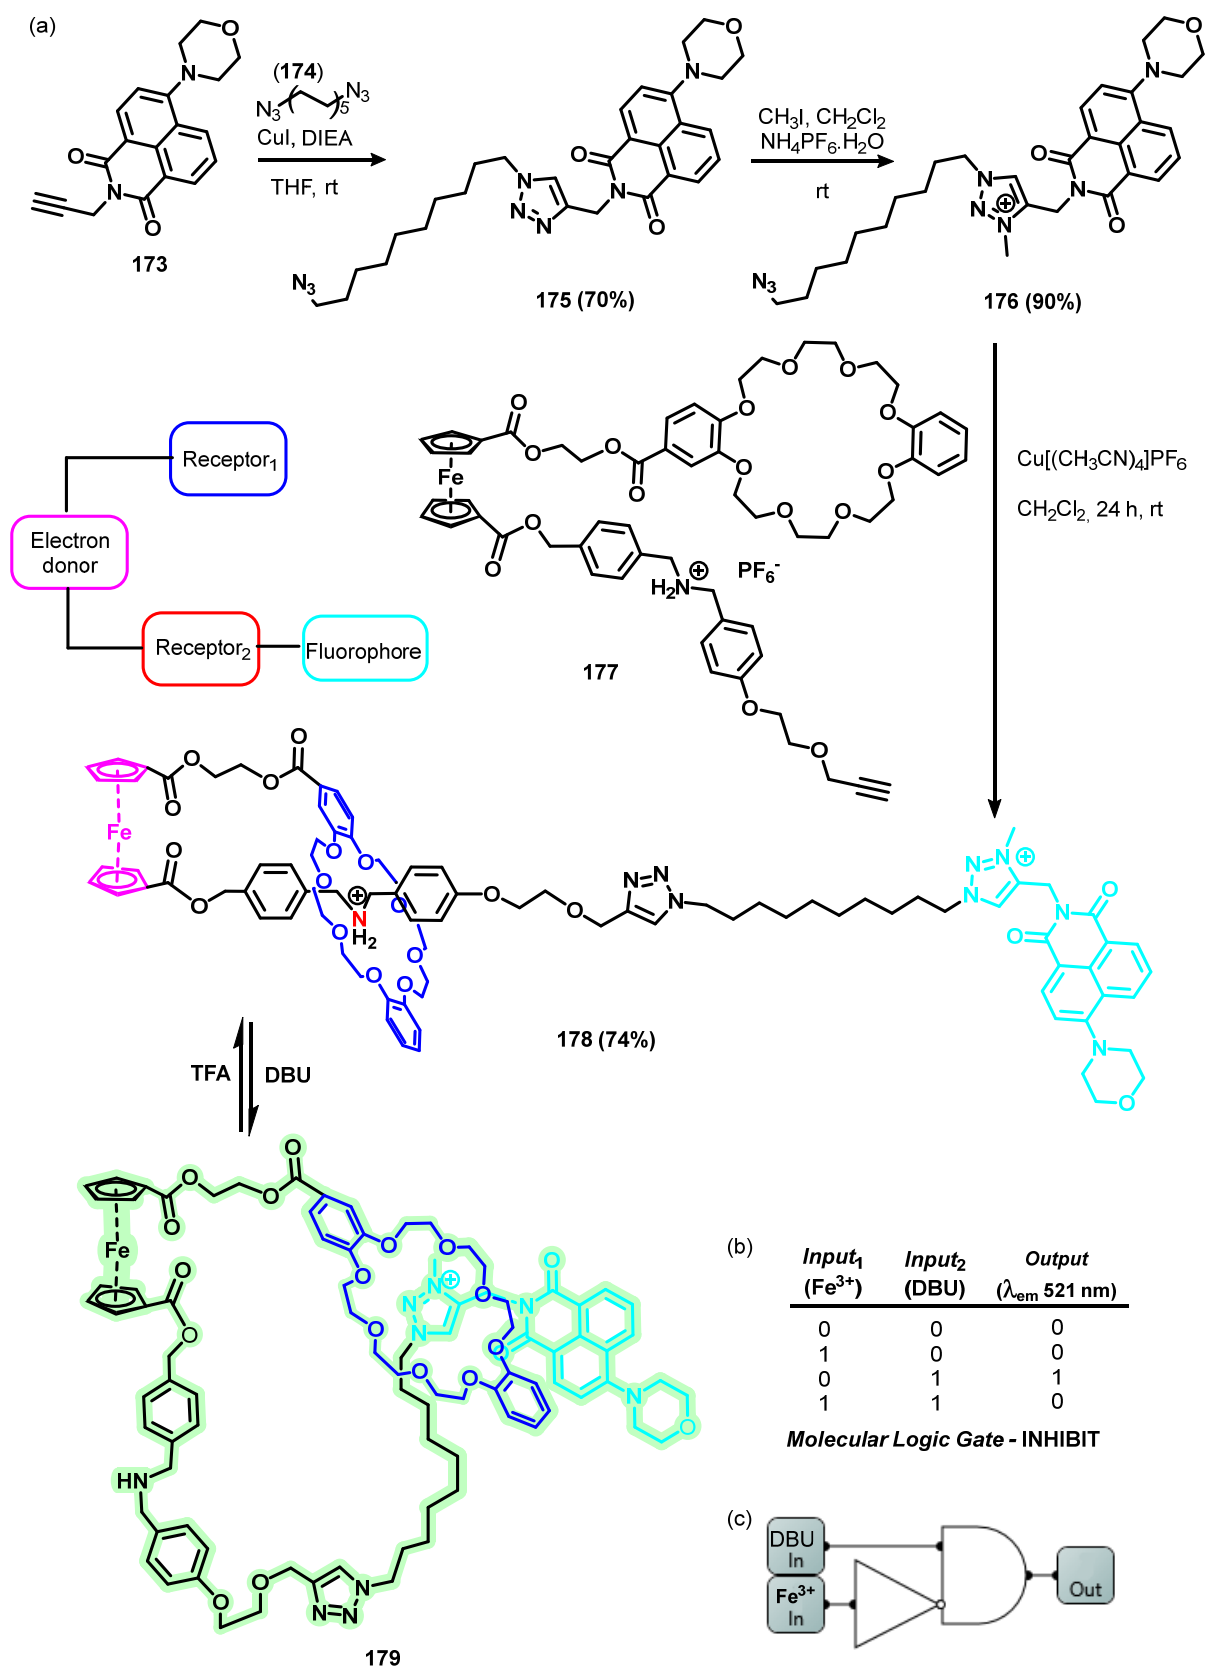 (a)
(174)
N3 ( )5 N3
CuI, DIEA
THF, rt
173
175 (70%)
CH3I, CH2Cl2
NH4PF6.H2O
rt
176 (90%)
Receptor1
Electron
donor
Receptor2
Fluorophore
Fe
H2N
PF6-
177
Cu[(CH3CN)4]PF6
CH2Cl2, 24 h, rt
Fe
N
H2
178 (74%)
TFA
DBU
Fe
HN
179
(b)
Input1 Input2 Output
(Fe3+) (DBU) (λem 521 nm)
0 0 0
1 0 0
0 1 1
1 1 0
Molecular Logic Gate - INHIBIT
(c)
DBU
In
Fe3+
In
Out